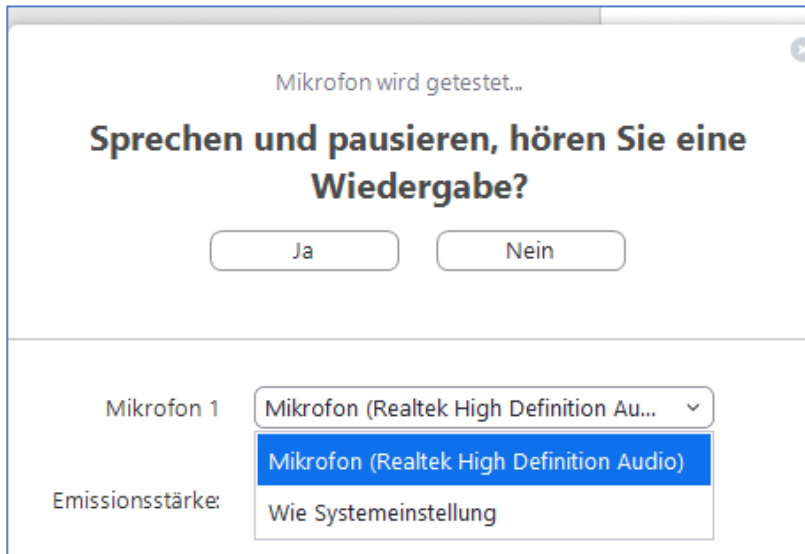 Mikrofon wird getestet...
Sprechen und pausieren, hören Sie eine
Wiedergabe?
Ja Nein
Mikrofon 1 Mikrofon (Realtek High Definition Au...
Mikrofon (Realtek High Definition Audio)
Emissionsstärke:
Wie Systemeinstellung